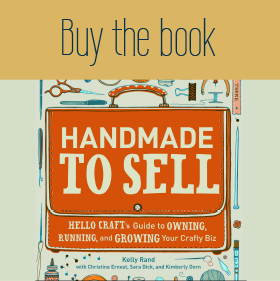 Buy the book
HANDMADE
TO SELL
HELLO CRAFT's Guide to OWNING,
RUNNING, and GROWING Your Crafty Biz
Kelly Rand
with Christine Ernest, Sara Dick, and Kimberly Dorn